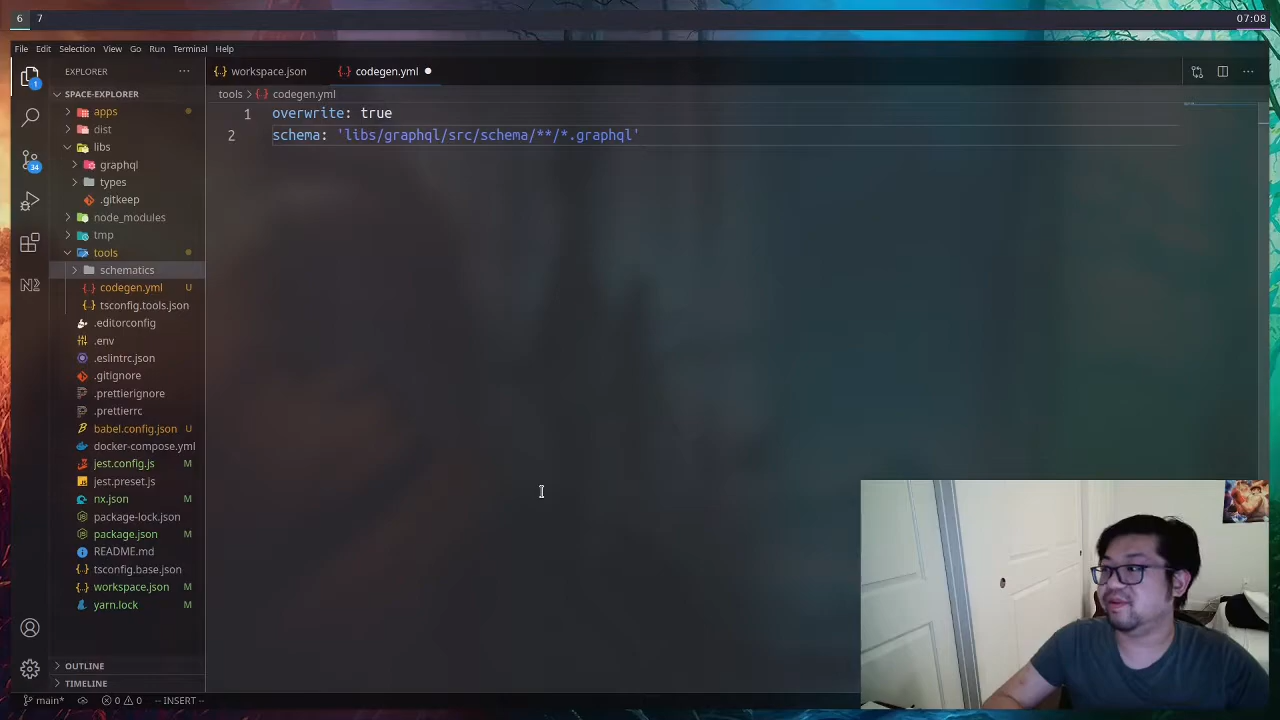 6 7 07:08
File Edit Selection View Go Run Terminal Help
EXPLORER ··· workspace.json codegen.yml ···
1
SPACE-EXPLORER tools > codegen.yml
apps 1 overwrite: true
dist 2 schema: 'libs/graphql/src/schema/**/*.graphql'
libs
graphql
types
34
.gitkeep
node_modules
tmp
tools
schematics
codegen.yml U
tsconfig.tools.json
.editorconfig
.env
.eslintrc.json
.gitignore
.prettierignore
.prettierrc
babel.config.json U
docker-compose.yml
jest.config.js M
jest.preset.js
nx.json M
package-lock.json
package.json M
README.md
tsconfig.base.json
workspace.json M
yarn.lock M
OUTLINE
TIMELINE
main* 0 0 -- INSERT --